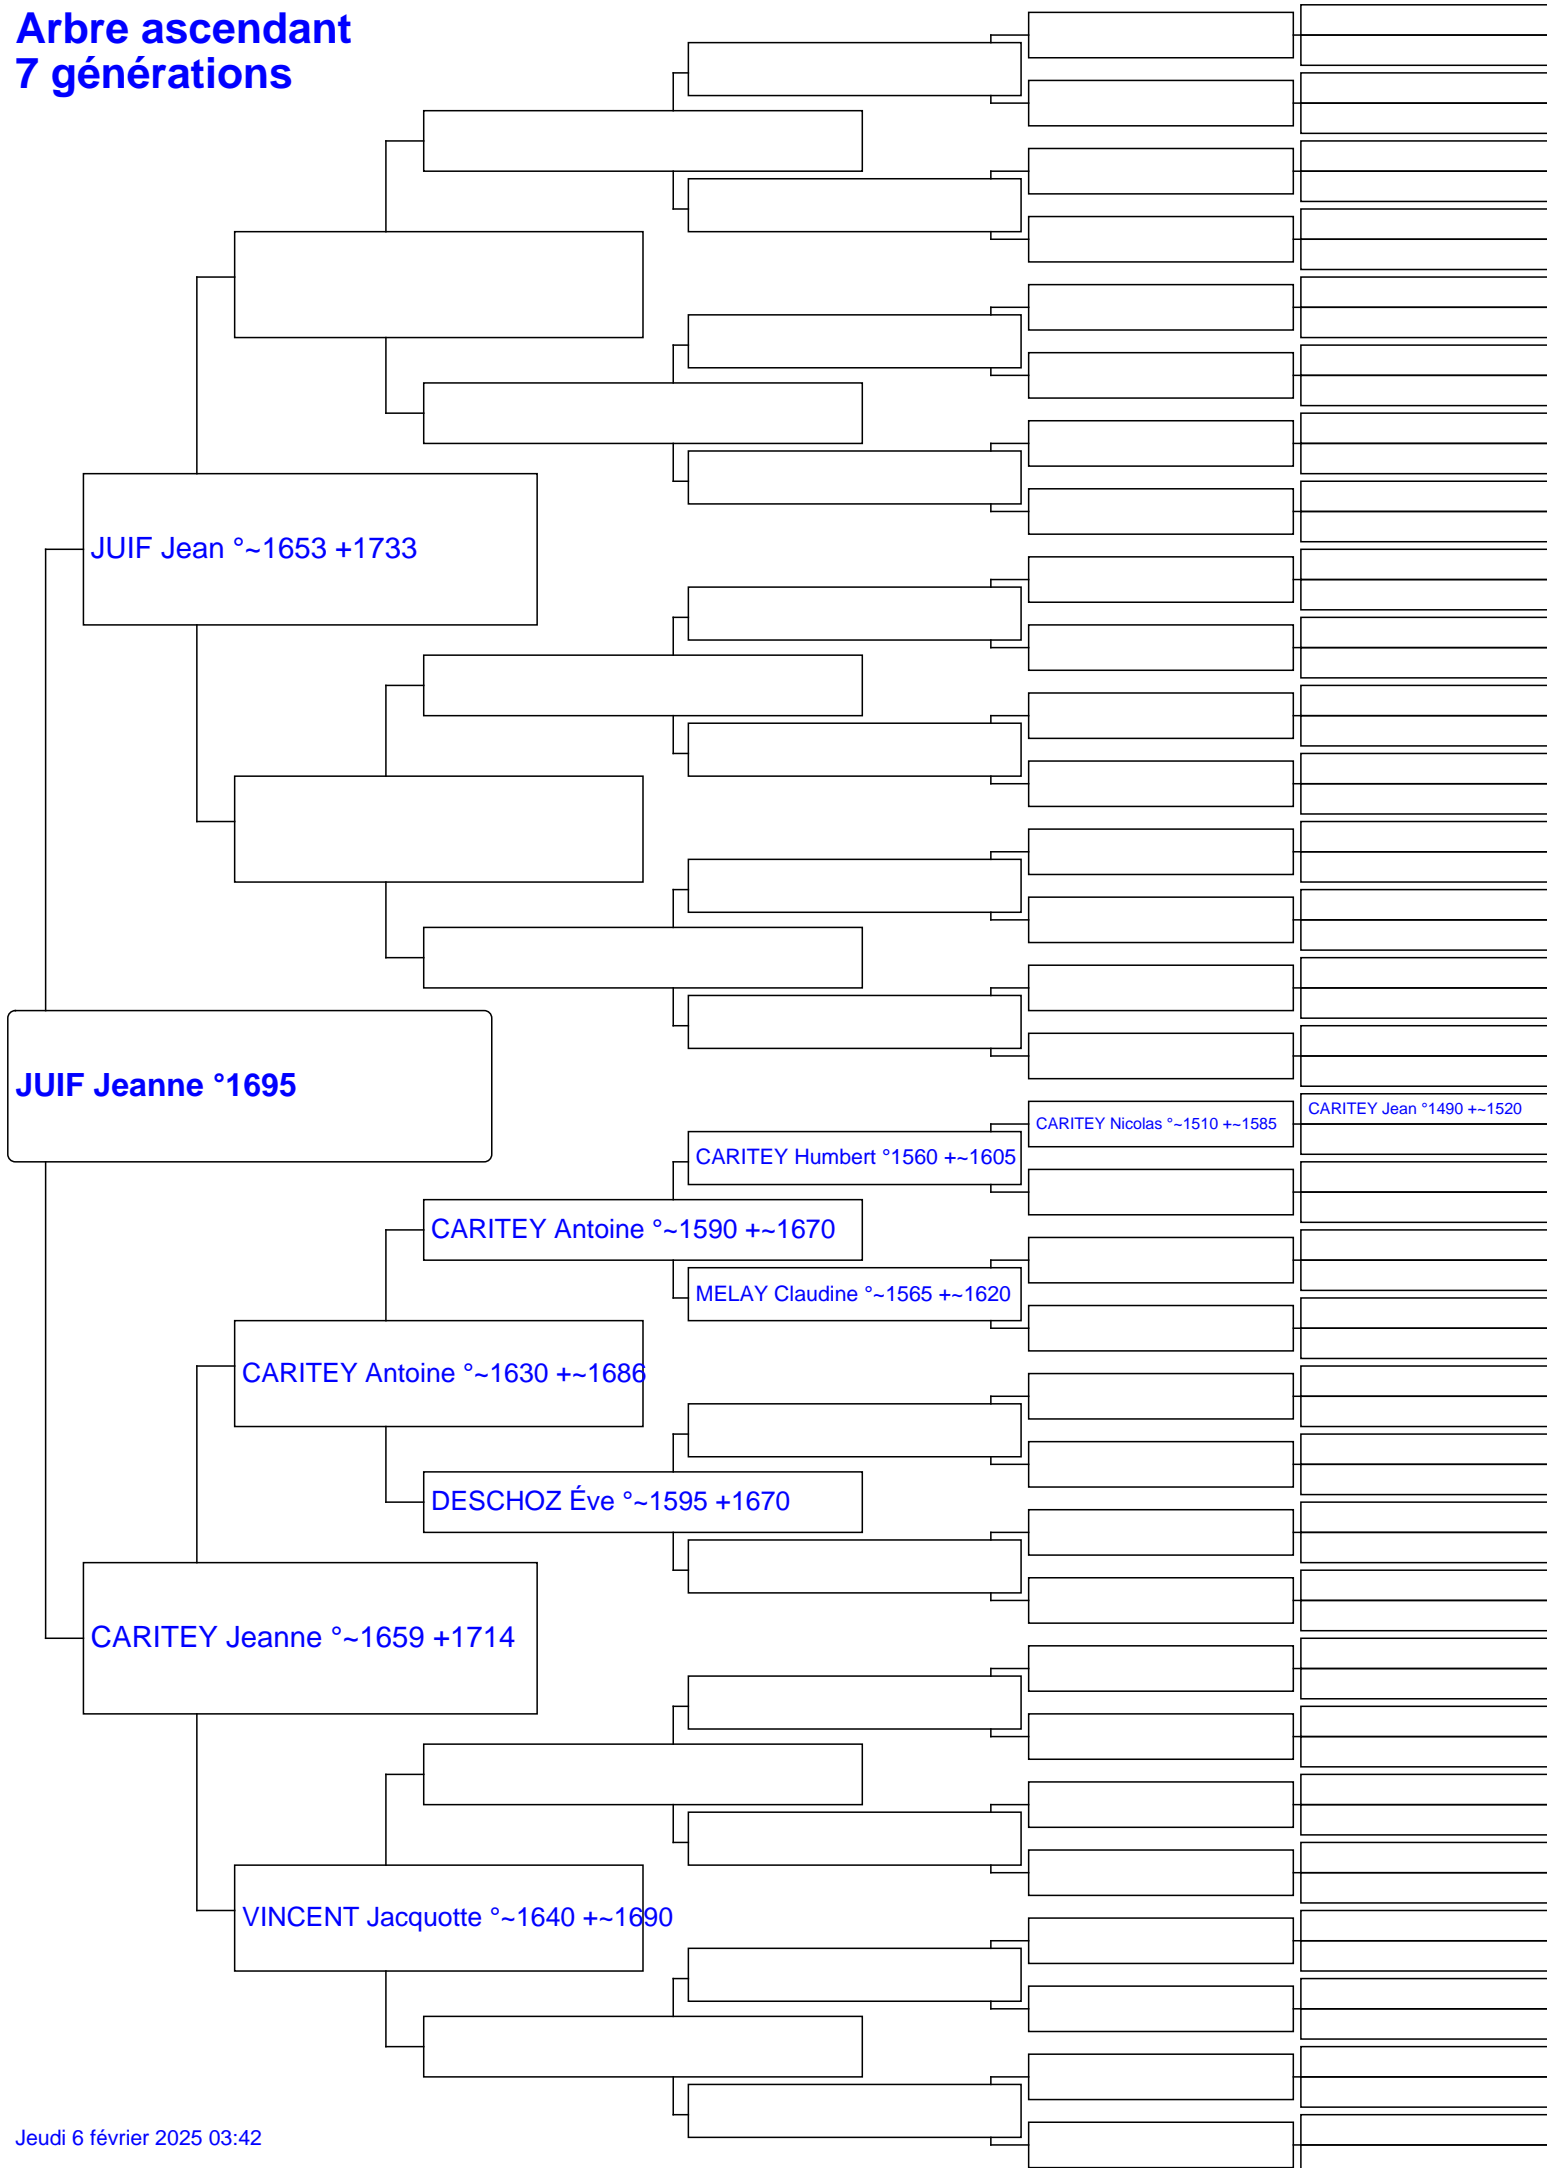 Arbre ascendant
7 générations
JUIF Jean °~1653 +1733
JUIF Jeanne °1695
CARITEY Jean °1490 +~1520
CARITEY Nicolas °~1510 +~1585
CARITEY Humbert °1560 +~1605
CARITEY Antoine °~1590 +~1670
MELAY Claudine °~1565 +~1620
CARITEY Antoine °~1630 +~1686
DESCHOZ Éve °~1595 +1670
CARITEY Jeanne °~1659 +1714
VINCENT Jacquotte °~1640 +~1690
Jeudi 6 février 2025 03:42